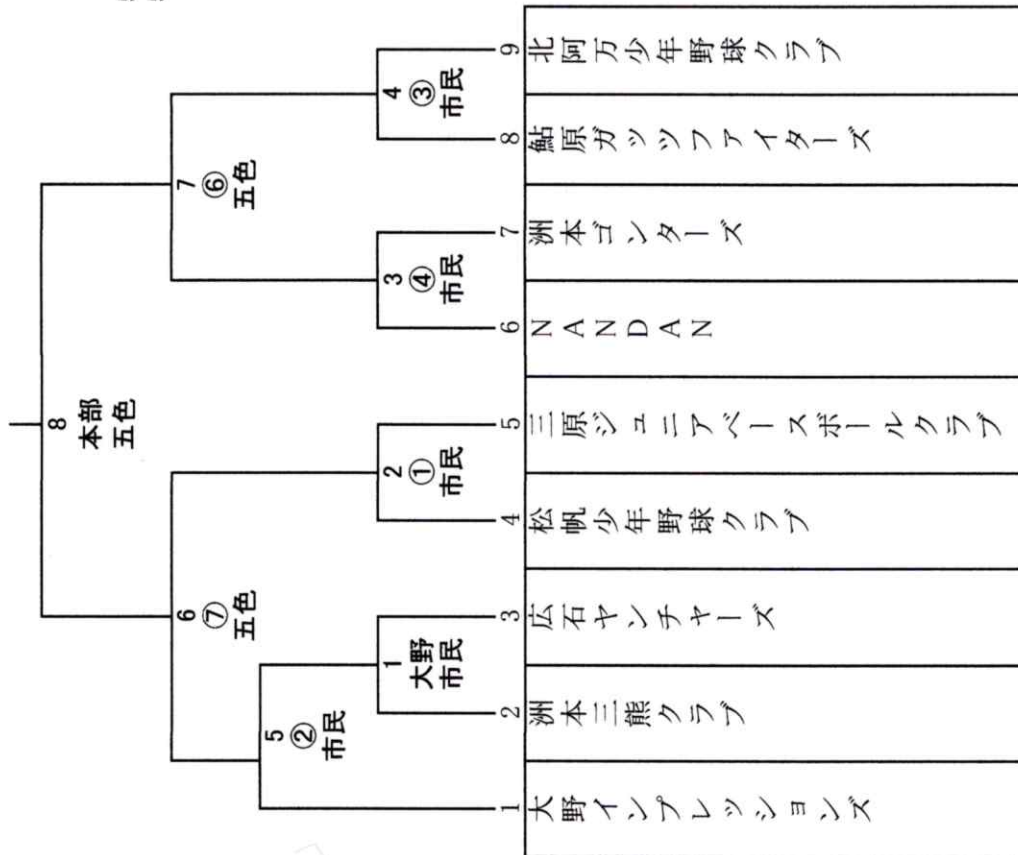 8
本部
五色
7
⑥
五色
6
⑦
五色
5
②
市民
4
③
市民
3
④
市民
2
①
市民
1
大野
市民
1 大野インプレッションズ
2 洲本三熊クラブ
3 広石ヤンチャーズ
4 松帆少年野球クラブ
5 三原ジュニアベースボールクラブ
6 NANDAN
7 洲本ゴンターズ
8 鮎原ガッツファイターズ
9 北阿万少年野球クラブ